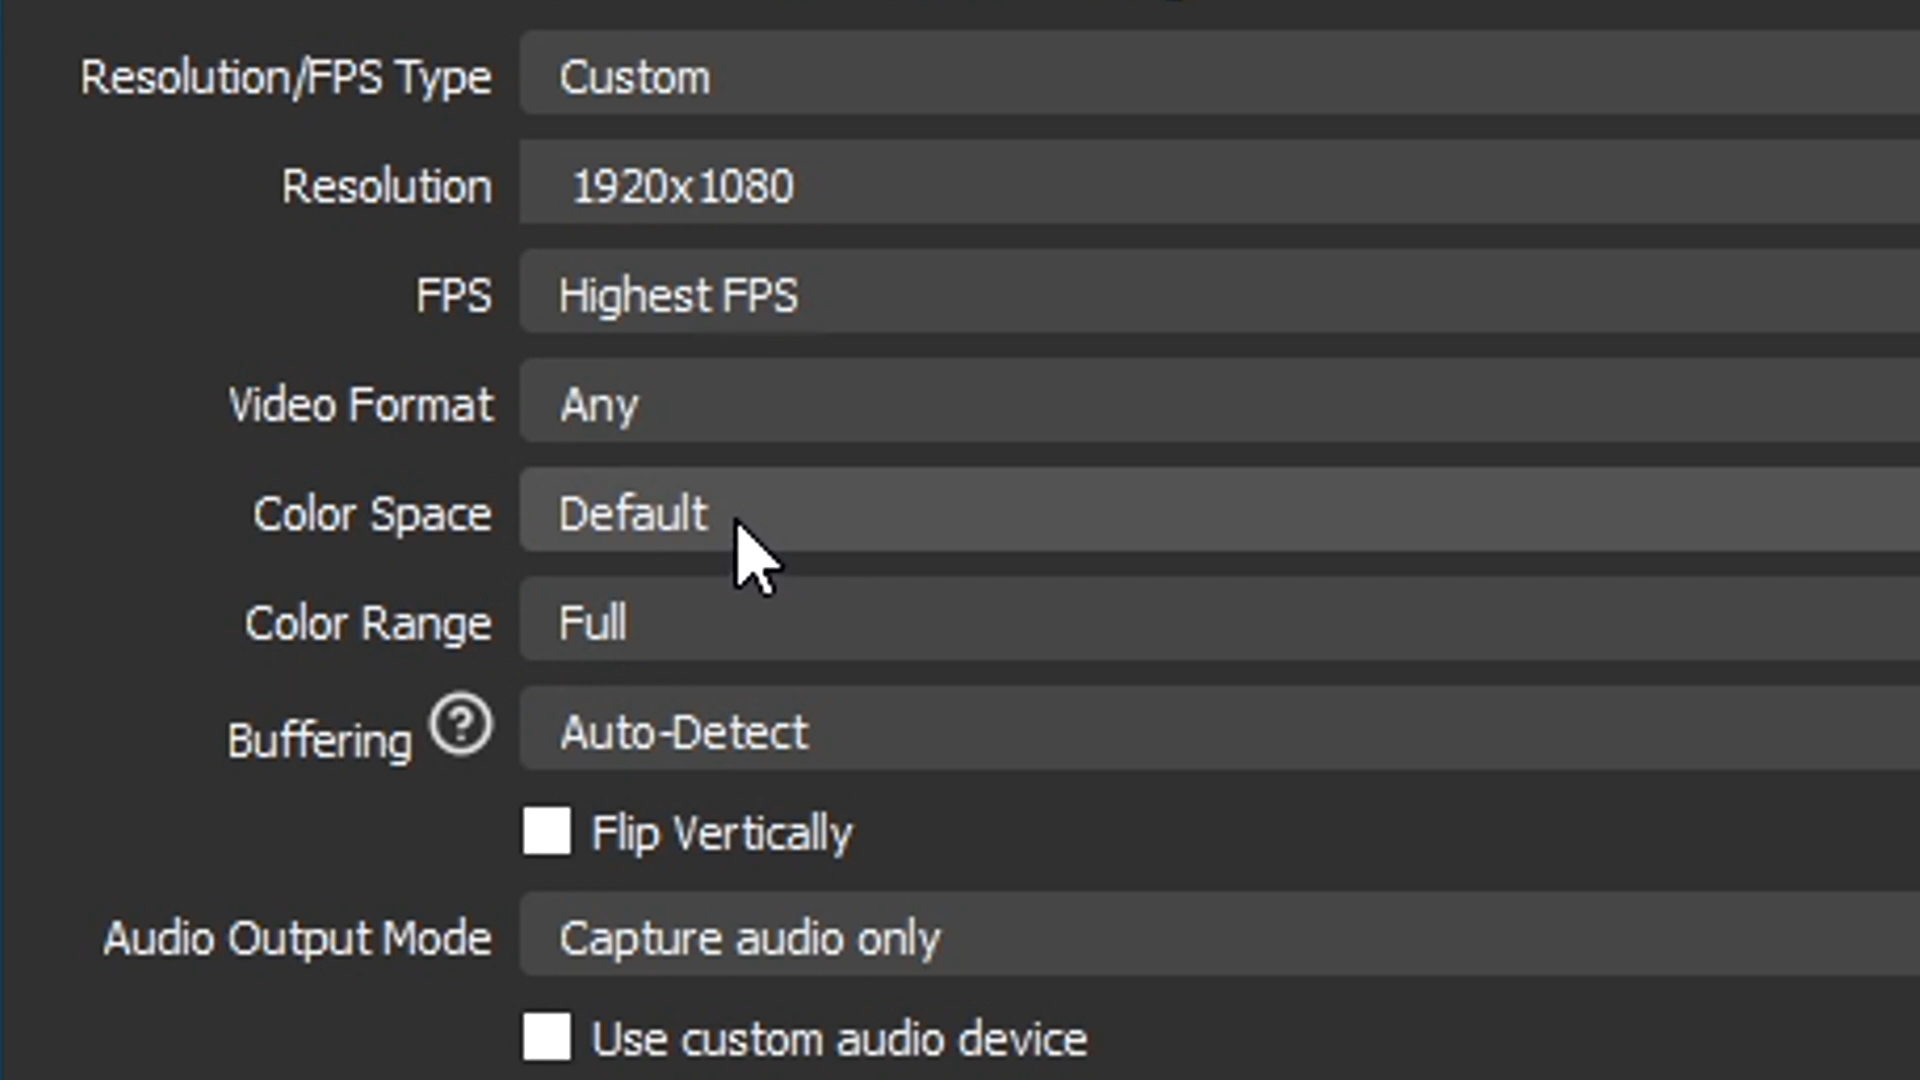 Resolution/FPS Type Custom
Resolution 1920x1080
FPS Highest FPS
Video Format Any
Color Space Default
Color Range Full
Buffering ? Auto-Detect
Flip Vertically
Audio Output Mode Capture audio only
Use custom audio device